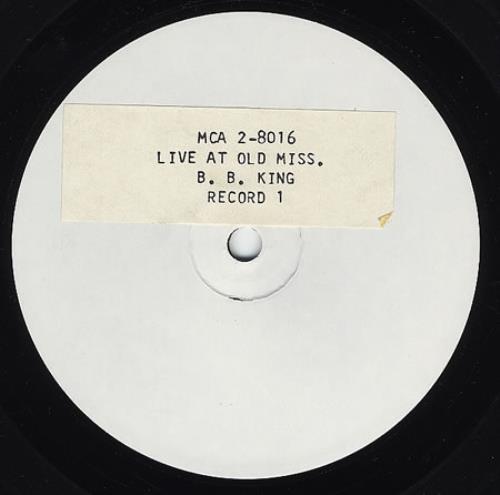 MCA 2-8016
LIVE AT OLD MISS.
B. B. KING
RECORD 1